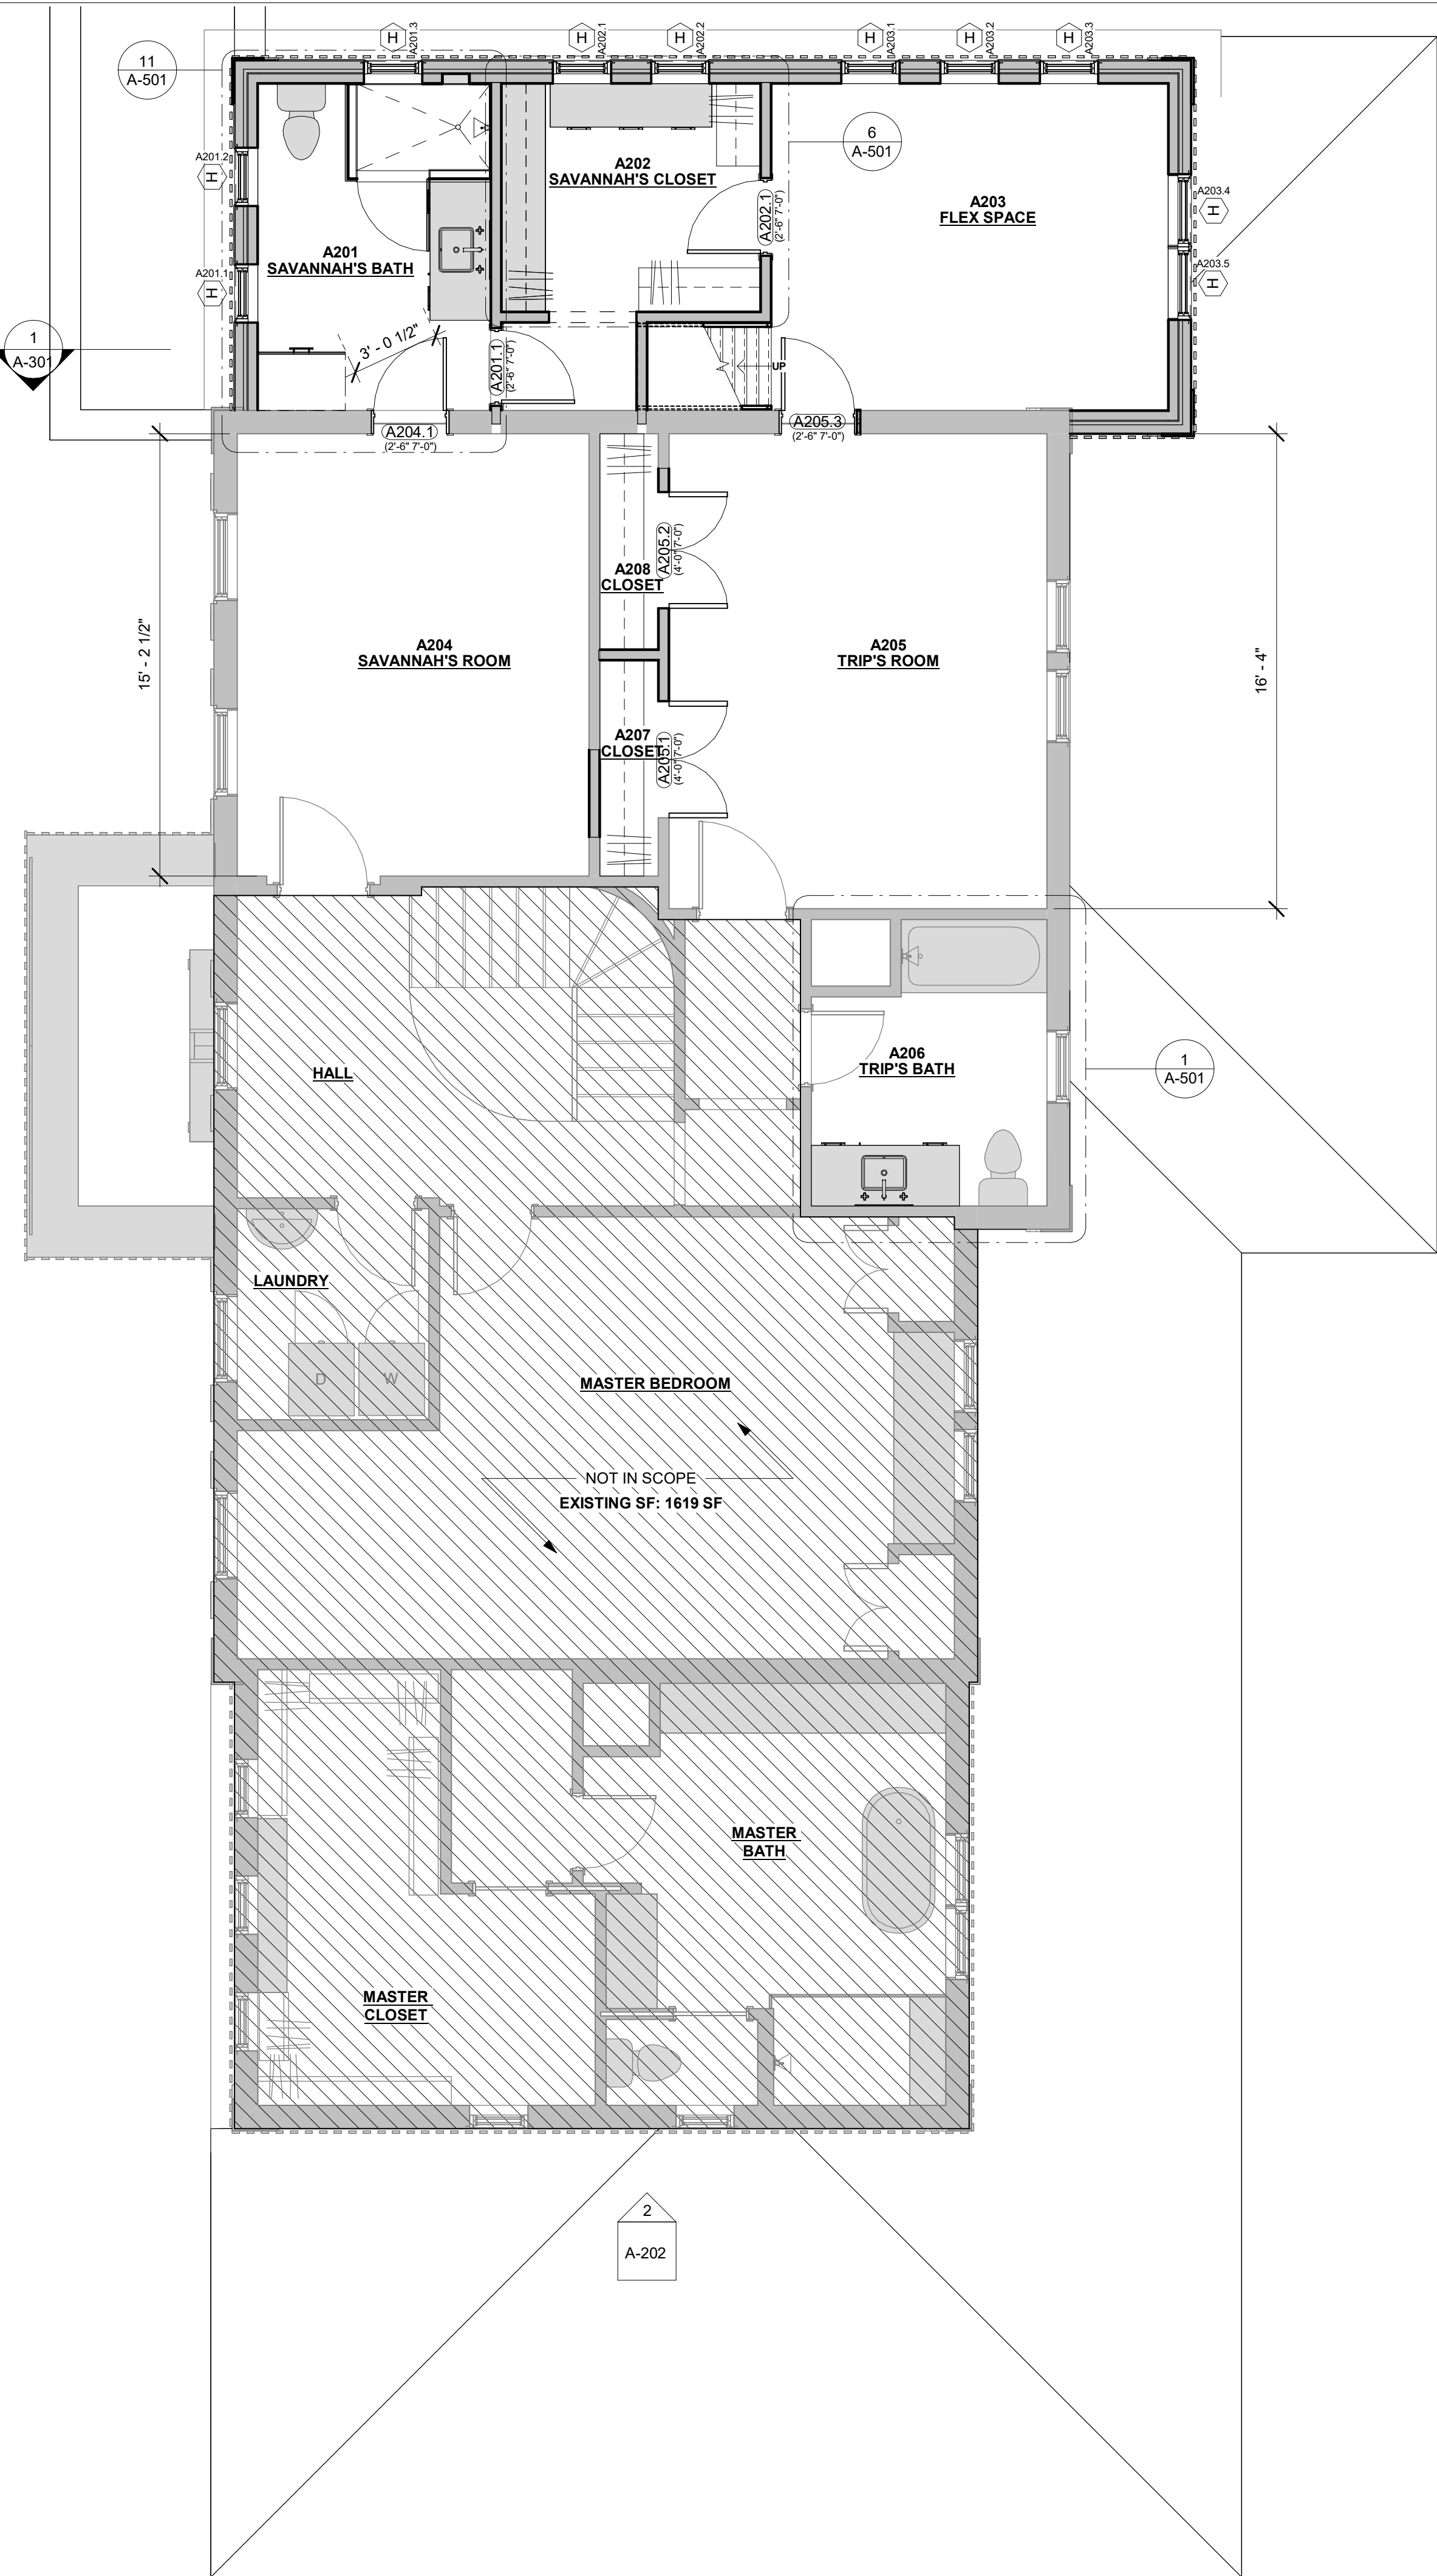 H
A201.3
H
A202.1
H
A202.2
H
A203.1
H
A203.2
H
A203.3
11
A-501
6
A-501
A201.2
H
A202
SAVANNAH'S CLOSET
A202.1
(2'-6" 7'-0")
A203
FLEX SPACE
A203.4
H
A201
SAVANNAH'S BATH
A201.1
H
A203.5
H
1
A-301
3' - 0 1/2"
A201.1
(2'-6" 7'-0")
UP
A204.1
(2'-6" 7'-0")
A205.3
(2'-6" 7'-0")
A205.2
(4'-0" 7'-0")
A208
CLOSET
15' - 2 1/2"
A204
SAVANNAH'S ROOM
A205
TRIP'S ROOM
16' - 4"
A207
CLOSET
A205.1
(4'-0" 7'-0")
HALL
A206
TRIP'S BATH
1
A-501
LAUNDRY
D
W
MASTER BEDROOM
NOT IN SCOPE
EXISTING SF: 1619 SF
MASTER
BATH
MASTER
CLOSET
2
A-202